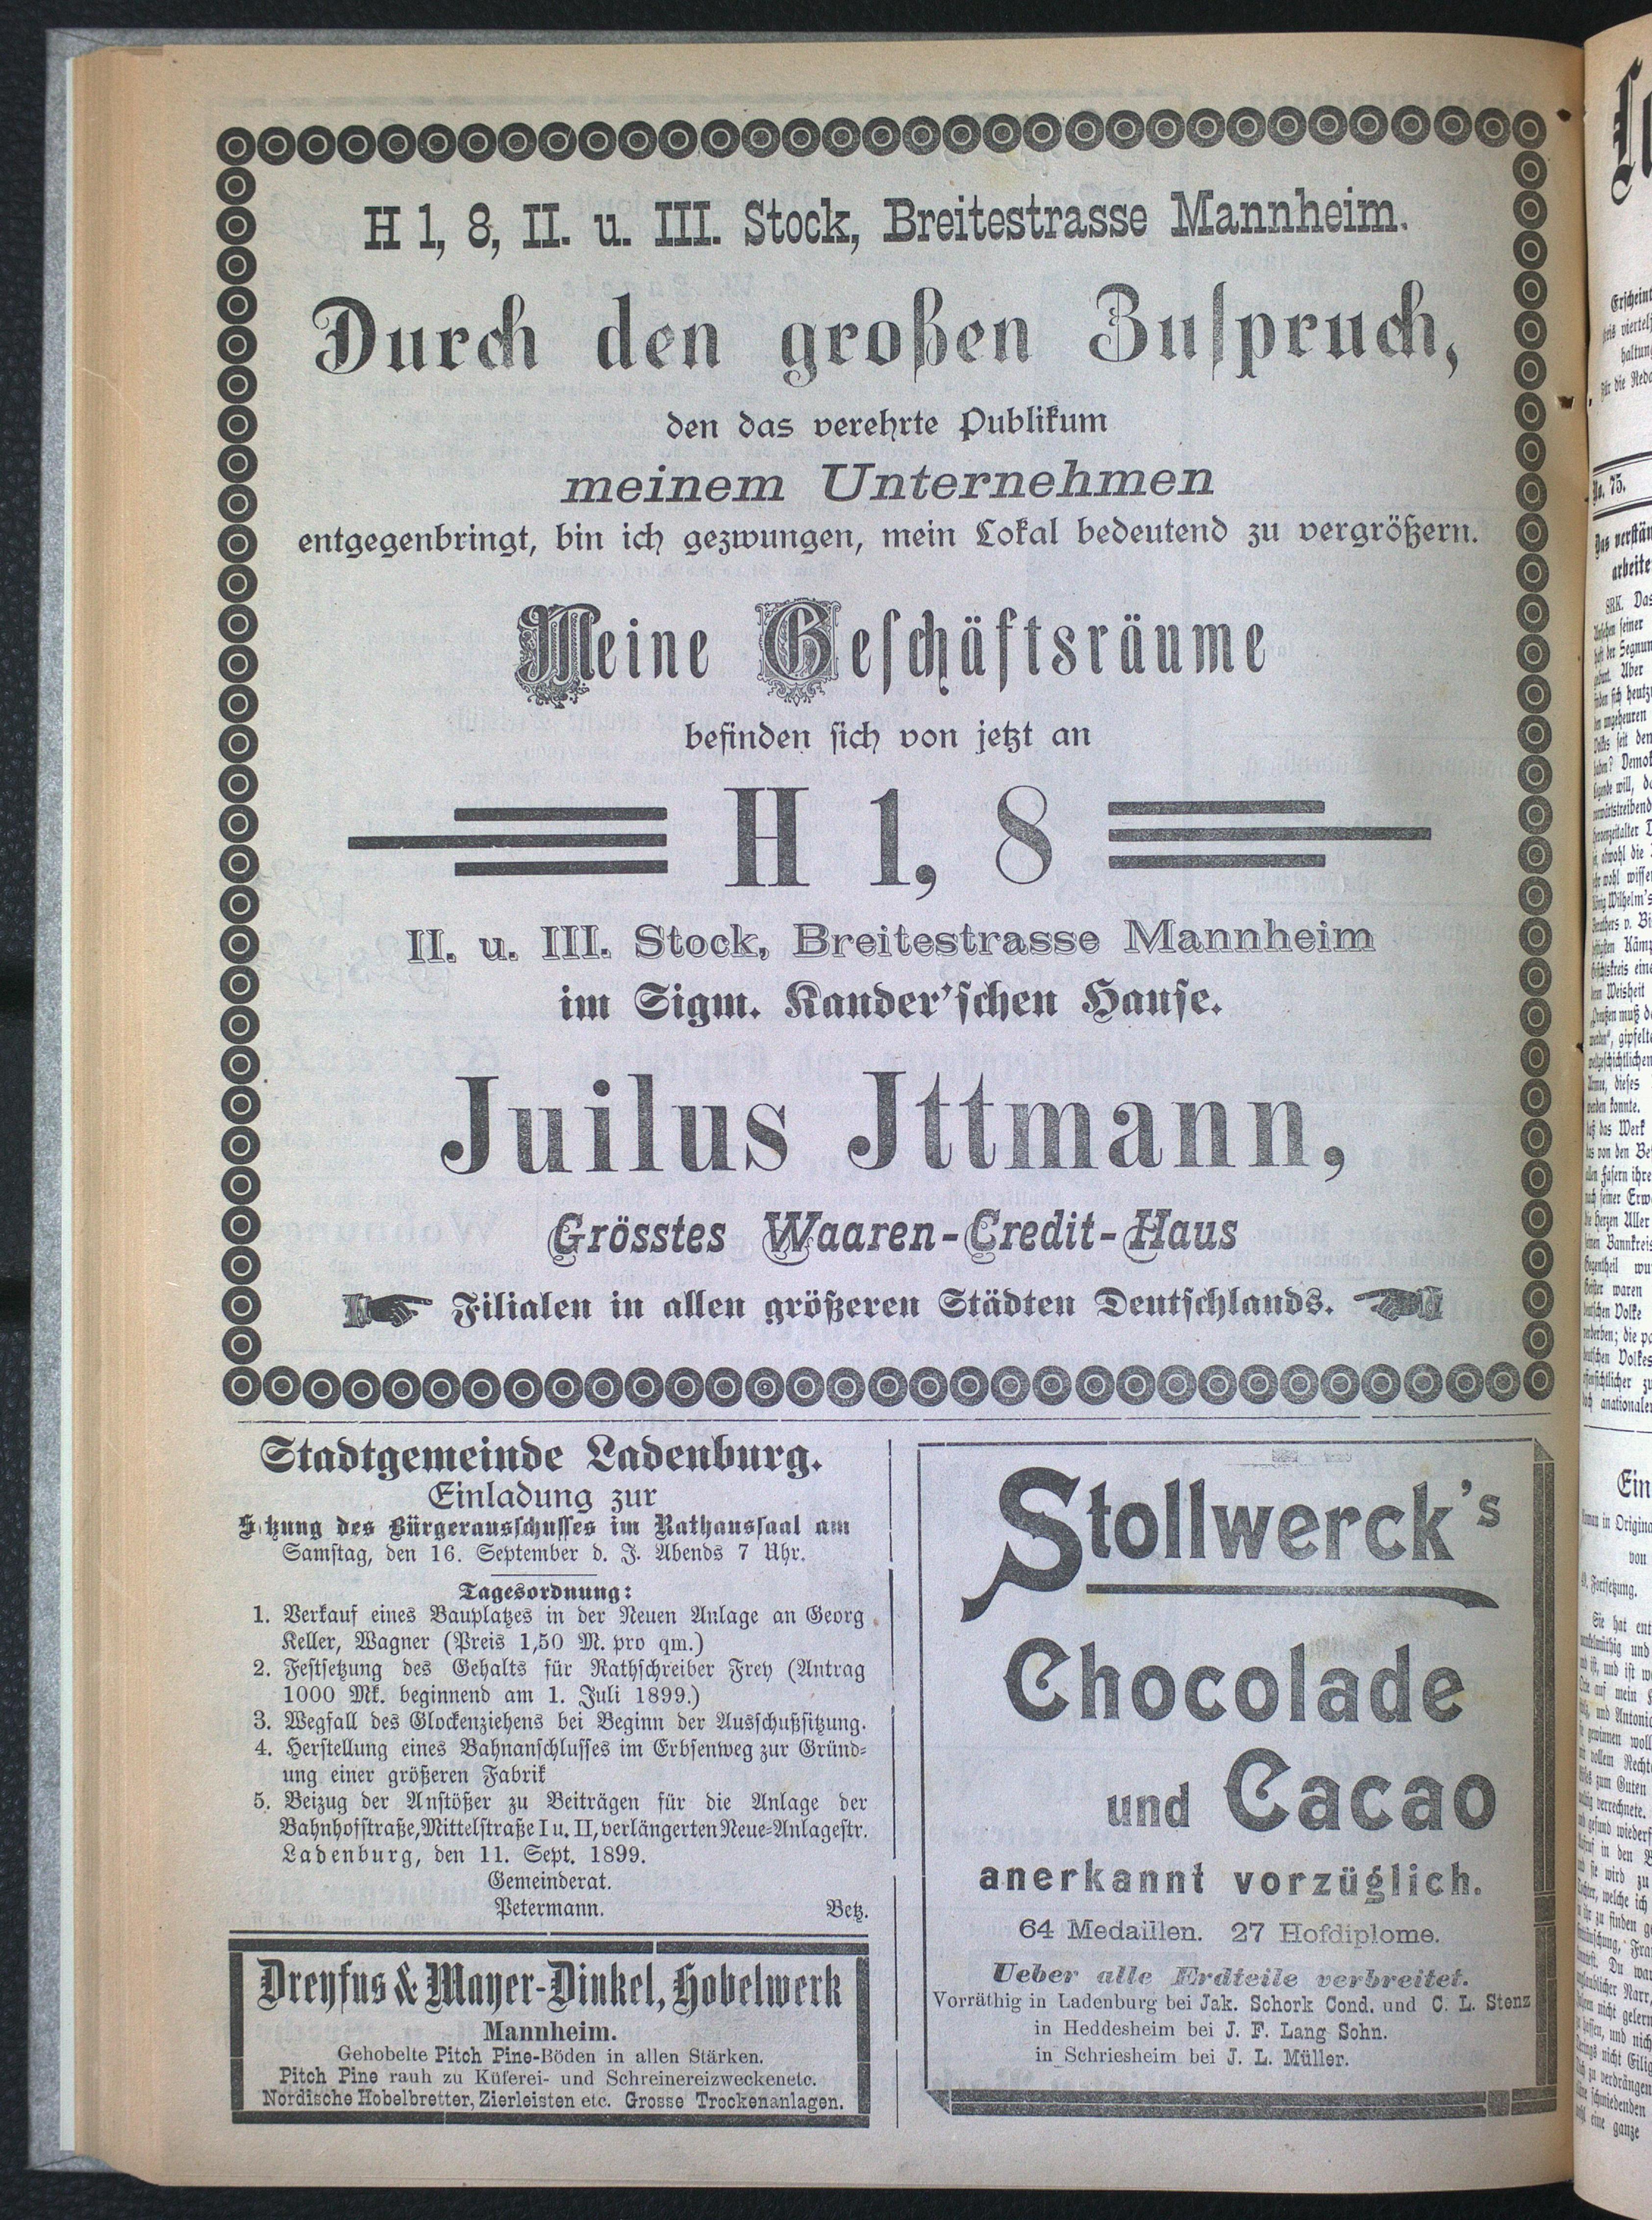 H 1, 8, II. u. III. Stock, Breitestrasse Mannheim.
Durch den großen Zuspruch,
den das verehrte Publikum
meinem Unternehmen
entgegenbringt, bin ich gezwungen, mein Lokal bedeutend zu vergrößern.
Meine Geschäftsräume
befinden sich von jetzt an
H 1, 8
II. u. III. Stock, Breitestrasse Mannheim
im Sigm. Kander'schen Hause.
Juilus Ittmann,
Grösstes Waaren-Credit-Haus
Filialen in allen größeren Städten Deutschlands.
Stadtgemeinde Ladenburg.
Einladung zur
Sitzung des Bürgerausschusses im Rathaussaal am
Samstag, den 16. September d. J. Abends 7 Uhr.
Tagesordnung:
1. Verkauf eines Bauplatzes in der Neuen Anlage an Georg
Keller, Wagner (Preis 1,50 M. pro qm.)
2. Festsetzung des Gehalts für Rathschreiber Frey (Antrag
1000 Mk. beginnend am 1. Juli 1899.)
3. Wegfall des Glockenziehens bei Beginn der Ausschußsitzung.
4. Herstellung eines Bahnanschlusses im Erbsenweg zur Gründ-
ung einer größeren Fabrik
5. Beizug der Anstößer zu Beiträgen für die Anlage der
Bahnhofstraße, Mittelstraße I u. II, verlängerten Neue-Anlagestr.
Ladenburg, den 11. Sept. 1899.
Gemeinderat.
Petermann. Betz.
Dreyfus & Mayer-Dinkel, Hobelwerk
Mannheim.
Gehobelte Pitch Pine-Böden in allen Stärken.
Pitch Pine rauh zu Küferei- und Schreinereizweckenetc.
Nordische Hobelbretter, Zierleisten etc. Grosse Trockenanlagen.
Stollwerck's
Chocolade
und Cacao
anerkannt vorzüglich.
64 Medaillen. 27 Hofdiplome.
Ueber alle Erdteile verbreitet.
Vorräthig in Ladenburg bei Jak. Schork Cond. und C. L. Stenz
in Heddesheim bei J. F. Lang Sohn.
in Schriesheim bei J. L. Müller.
No. 75.